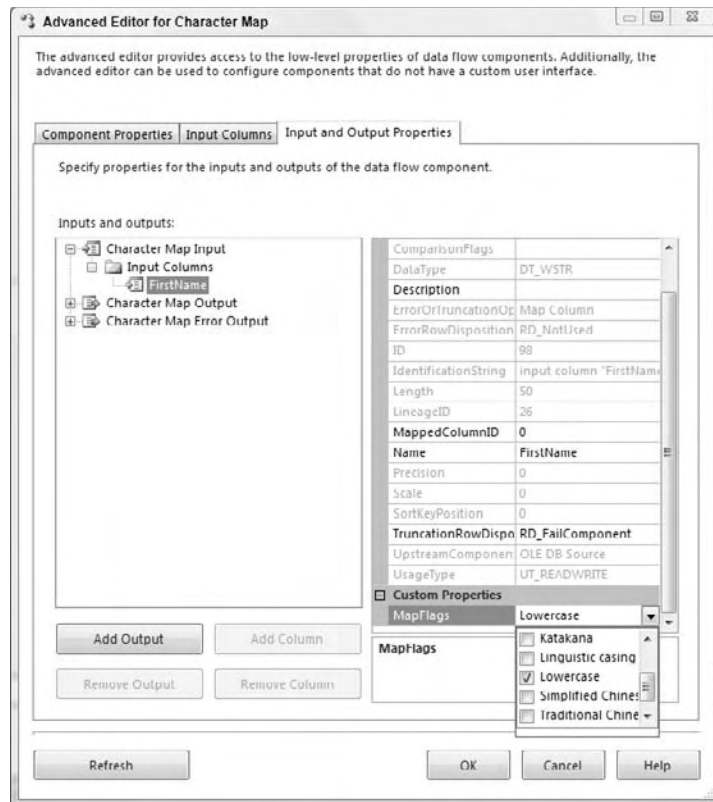 Advanced Editor for Character Map
The advanced editor provides access to the low-level properties of data flow components. Additionally, the
advanced editor can be used to configure components that do not have a custom user interface.
Component Properties Input Columns Input and Output Properties
Specify properties for the inputs and outputs of the data flow component.
Inputs and outputs:
Character Map Input
Input Columns
FirstName
Character Map Output
Character Map Error Output
ComparisonFlags
DataType DT_WSTR
Description
ErrorOrTruncationOp Map Column
ErrorRowDisposition RD_NotUsed
ID 98
IdentificationString input column "FirstName
Length 50
LineageID 26
MappedColumnID 0
Name FirstName
Precision 0
Scale 0
SortKeyPosition 0
TruncationRowDispo RD_FailComponent
UpstreamComponen OLE DB Source
UsageType UT_READWRITE
Custom Properties
MapFlags Lowercase
Katakana
Linguistic casing
Lowercase
Simplified Chines
Traditional Chine
MapFlags
Add Output Add Column
Remove Output Remove Column
Refresh OK Cancel Help